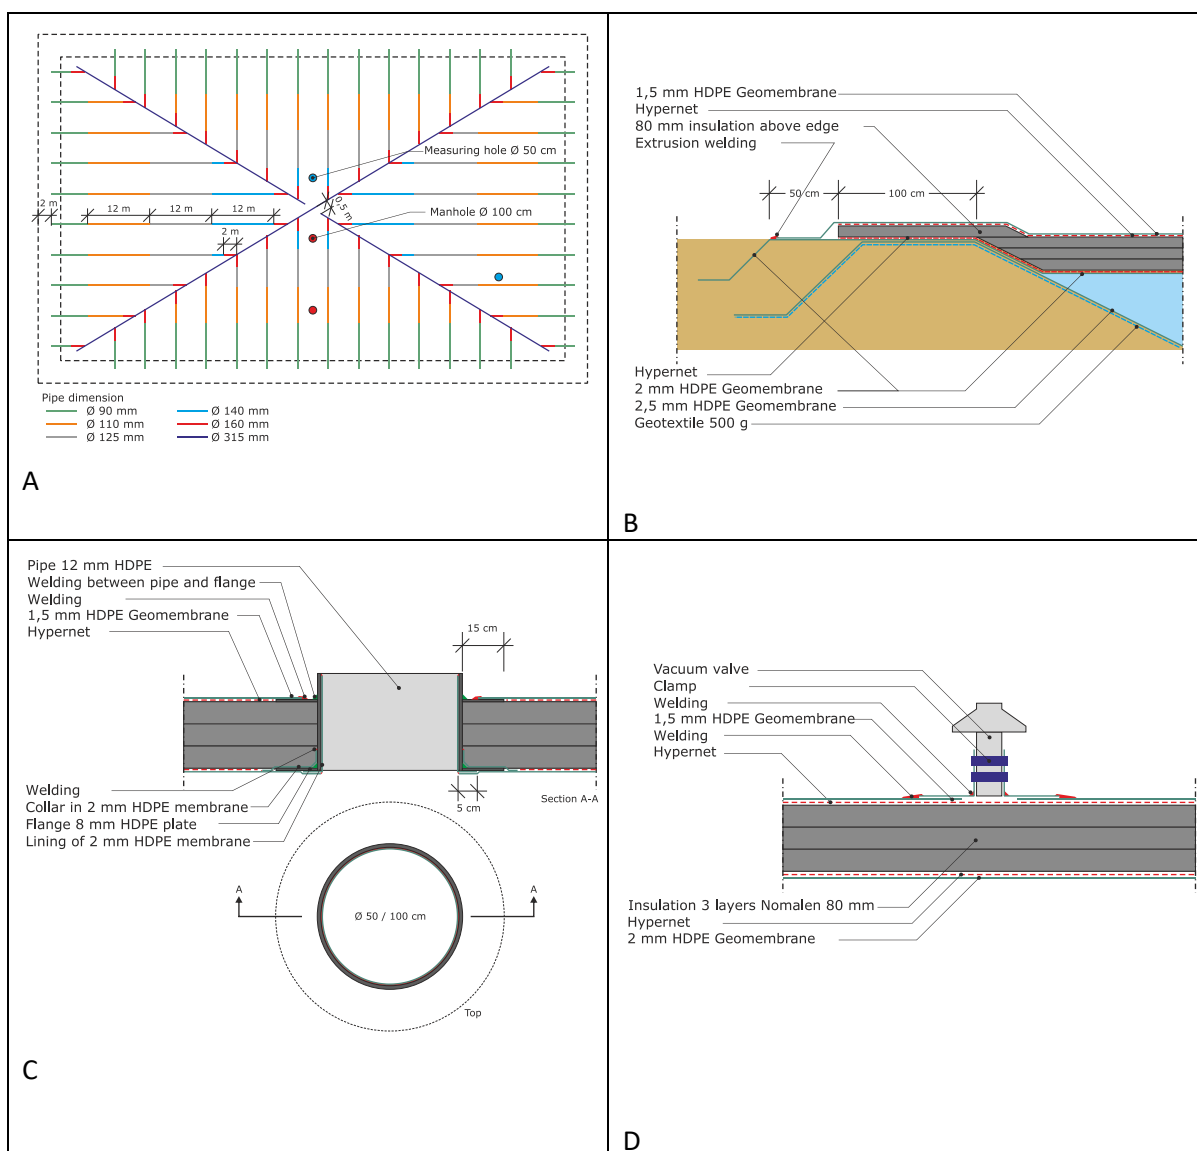 Measuring hole Ø 50 cm
2 m
12 m
12 m
12 m
0,5 m
Manhole Ø 100 cm
2 m
Pipe dimension
Ø 90 mm
Ø 140 mm
Ø 110 mm
Ø 160 mm
Ø 125 mm
Ø 315 mm
A
1,5 mm HDPE Geomembrane
Hypernet
80 mm insulation above edge
Extrusion welding
50 cm
100 cm
Hypernet
2 mm HDPE Geomembrane
2,5 mm HDPE Geomembrane
Geotextile 500 g
B
Pipe 12 mm HDPE
Welding between pipe and flange
Welding
1,5 mm HDPE Geomembrane
Hypernet
15 cm
Welding
Collar in 2 mm HDPE membrane
Flange 8 mm HDPE plate
Lining of 2 mm HDPE membrane
5 cm
Section A-A
A
A
Ø 50 / 100 cm
Top
C
Vacuum valve
Clamp
Welding
1,5 mm HDPE Geomembrane
Welding
Hypernet
Insulation 3 layers Nomalen 80 mm
Hypernet
2 mm HDPE Geomembrane
D